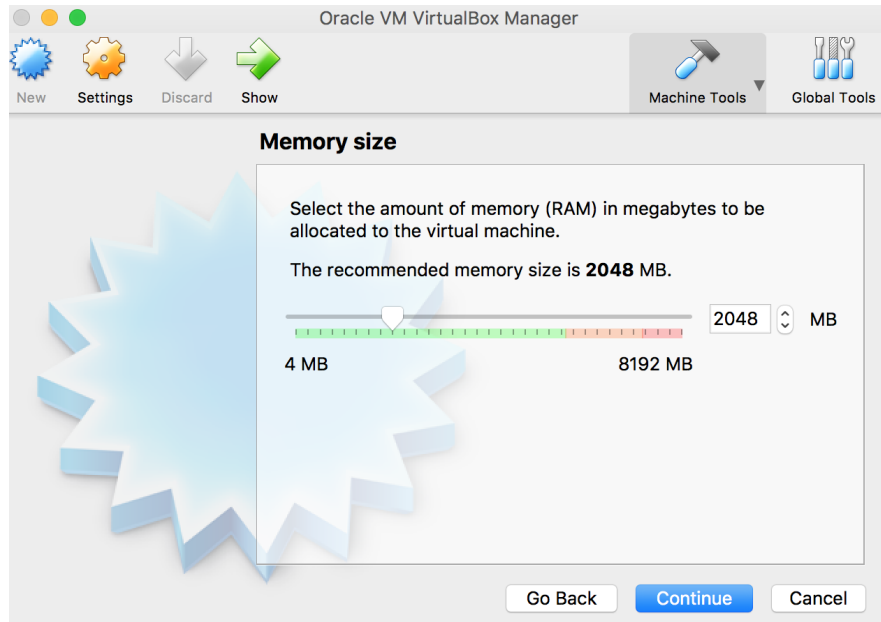 Oracle VM VirtualBox Manager
New Settings Discard Show Machine Tools Global Tools
Memory size
Select the amount of memory (RAM) in megabytes to be
allocated to the virtual machine.
The recommended memory size is 2048 MB.
2048 MB
4 MB 8192 MB
Go Back Continue Cancel